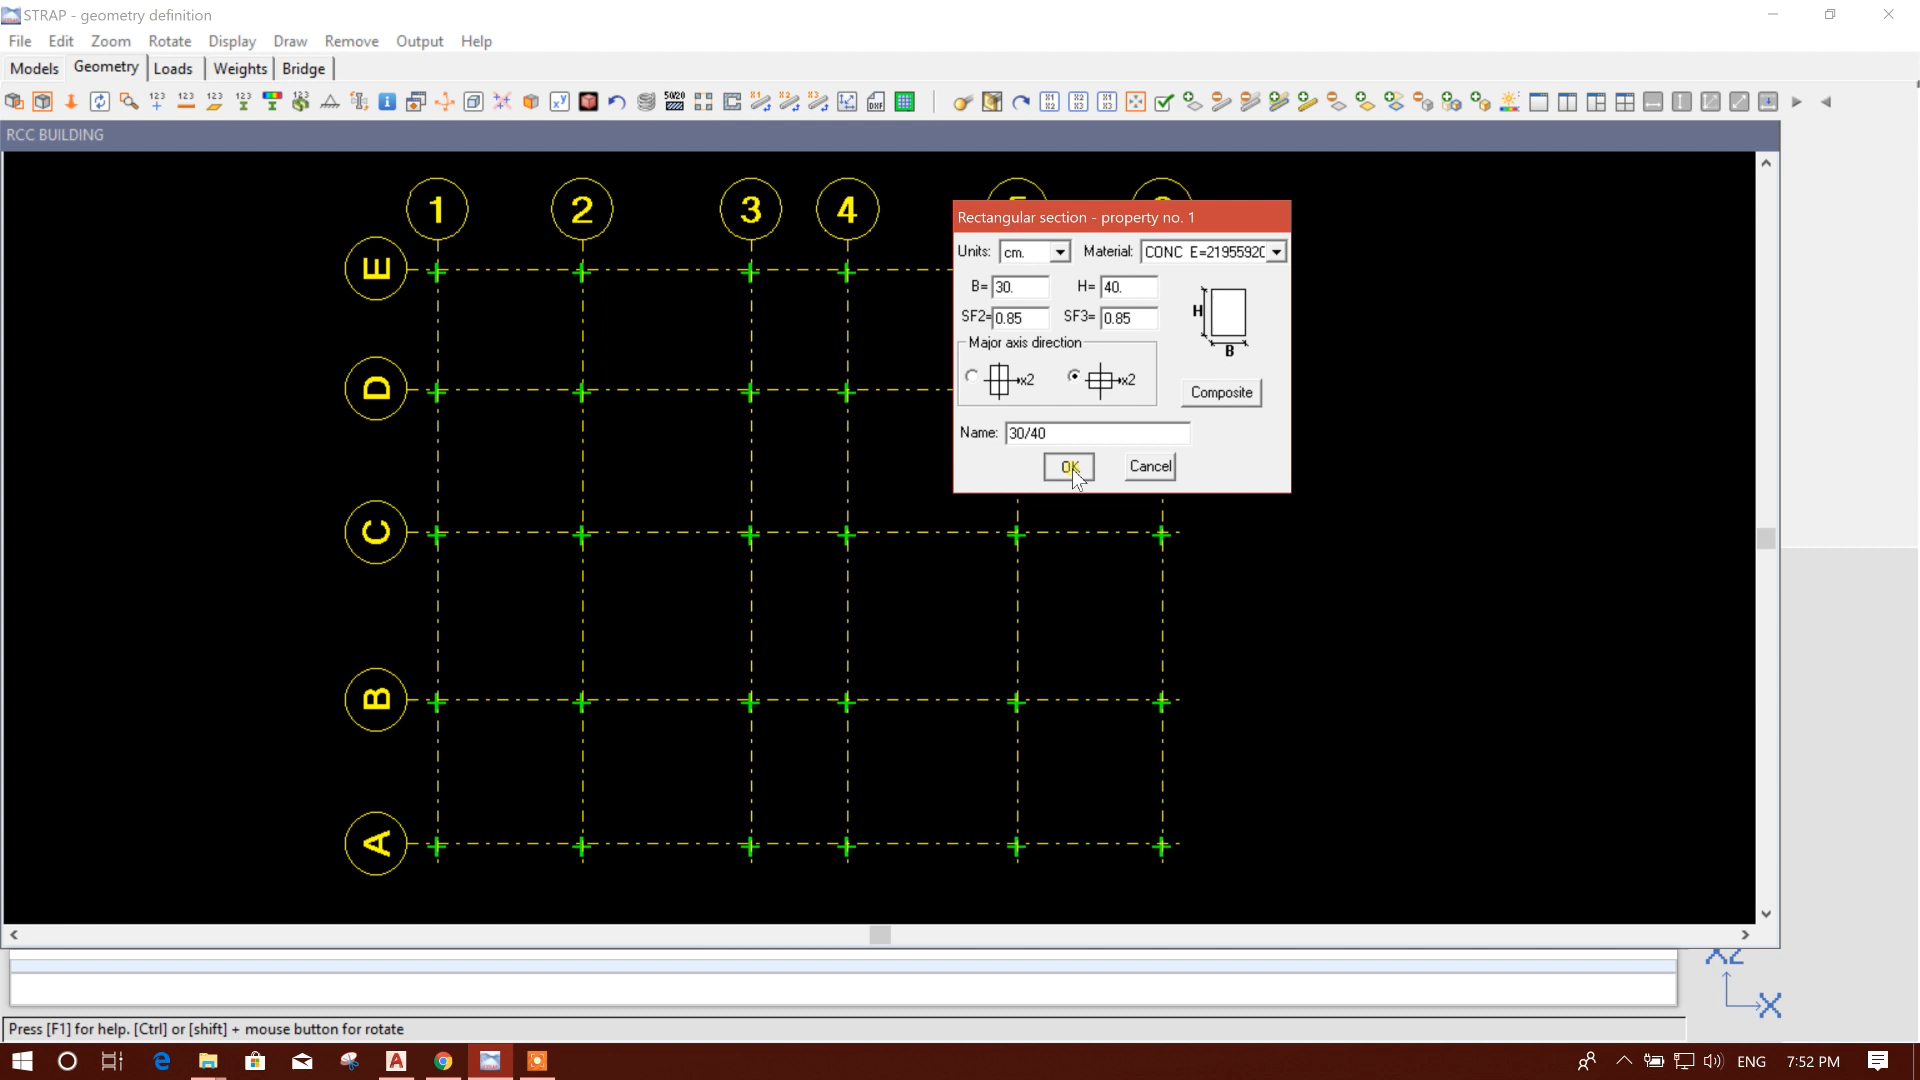 STRAP - geometry definition
File Edit Zoom Rotate Display Draw Remove Output Help
Models Geometry Loads Weights Bridge
RCC BUILDING
1 2 3 4
E
D
C
B
A
Rectangular section - property no. 1
Units: cm. Material: CONC E=2195592
B= 30. H= 40.
SF2= 0.85 SF3= 0.85
H
B
Major axis direction
x2 x2
Composite
Name: 30/40
OK Cancel
X2
X
Press [F1] for help. [Ctrl] or [shift] + mouse button for rotate
ENG 7:52 PM